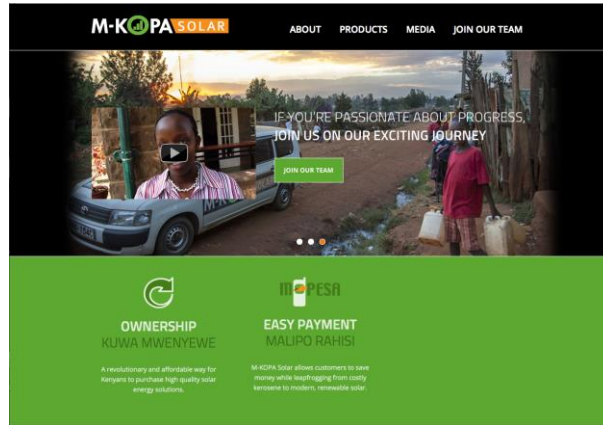 M-KOPA SOLAR
ABOUT PRODUCTS MEDIA JOIN OUR TEAM
IF YOU'RE PASSIONATE ABOUT PROGRESS,
JOIN US ON OUR EXCITING JOURNEY
JOIN OUR TEAM
OWNERSHIP
KUWA MWENYEWE
A revolutionary and affordable way for
Kenyans to purchase high quality solar
energy solutions.
M-PESA
EASY PAYMENT
MALIPO RAHISI
M-KOPA Solar allows customers to save
money while leapfrogging from costly
kerosene to modern, renewable solar.